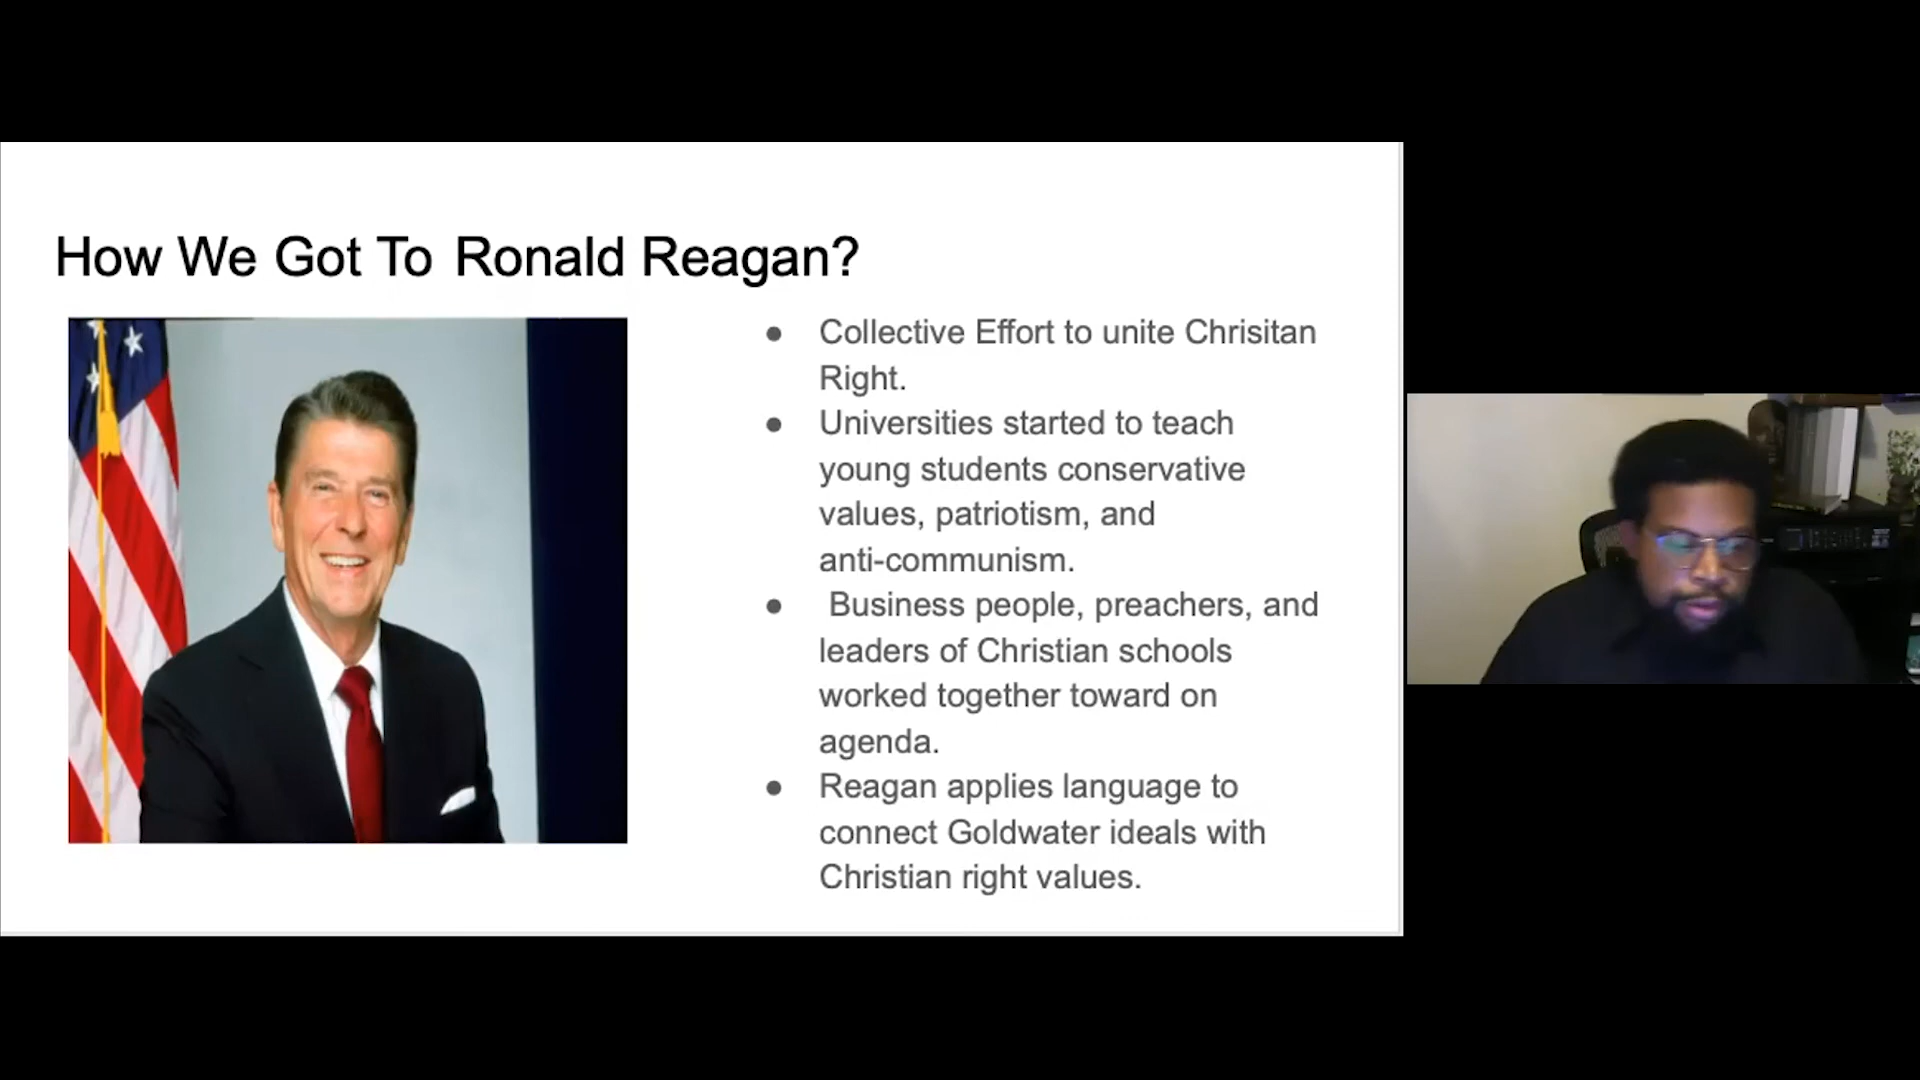 How We Got To Ronald Reagan?
● Collective Effort to unite Chrisitan
Right.
● Universities started to teach
young students conservative
values, patriotism, and
anti-communism.
● Business people, preachers, and
leaders of Christian schools
worked together toward on
agenda.
● Reagan applies language to
connect Goldwater ideals with
Christian right values.